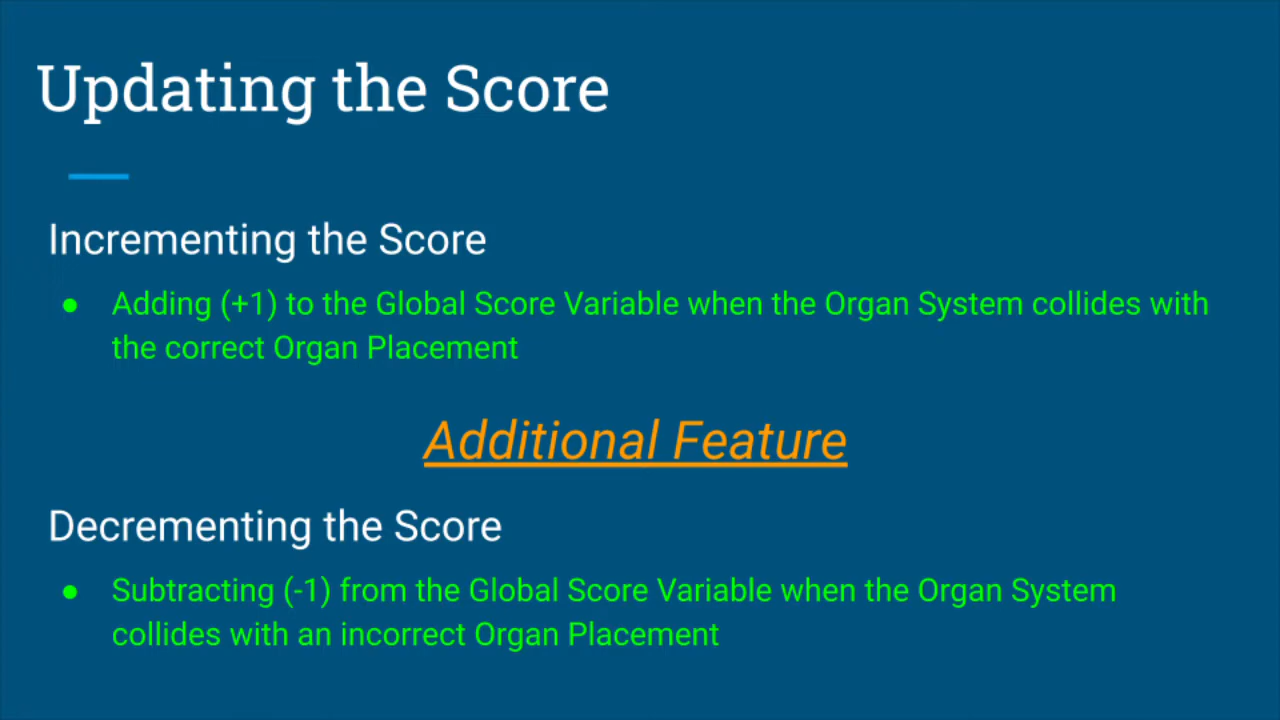 Updating the Score
Incrementing the Score
● Adding (+1) to the Global Score Variable when the Organ System collides with
the correct Organ Placement
Additional Feature
Decrementing the Score
● Subtracting (-1) from the Global Score Variable when the Organ System
collides with an incorrect Organ Placement